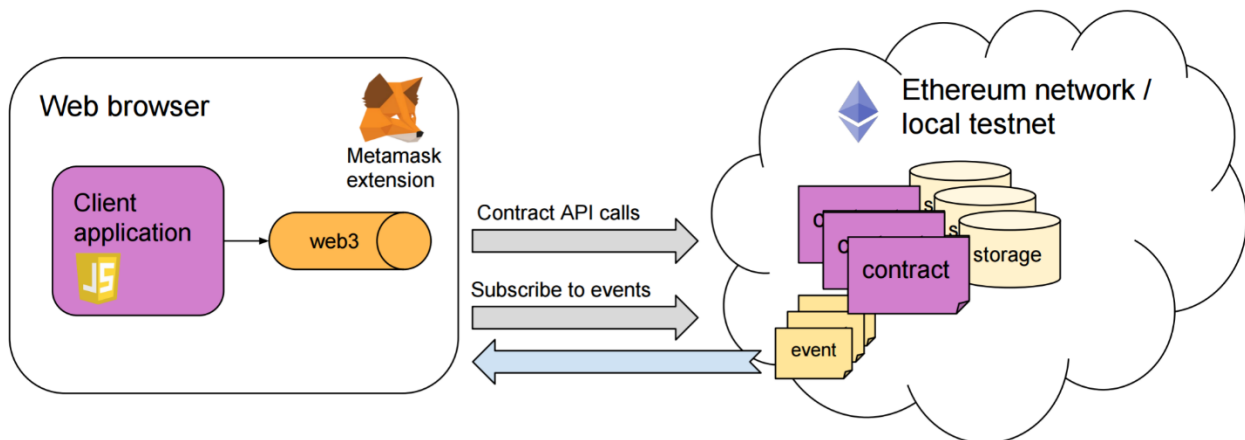 Web browser
Metamask
extension
Client
application
JS
web3
Contract API calls
Subscribe to events
Ethereum network /
local testnet
contract
storage
event